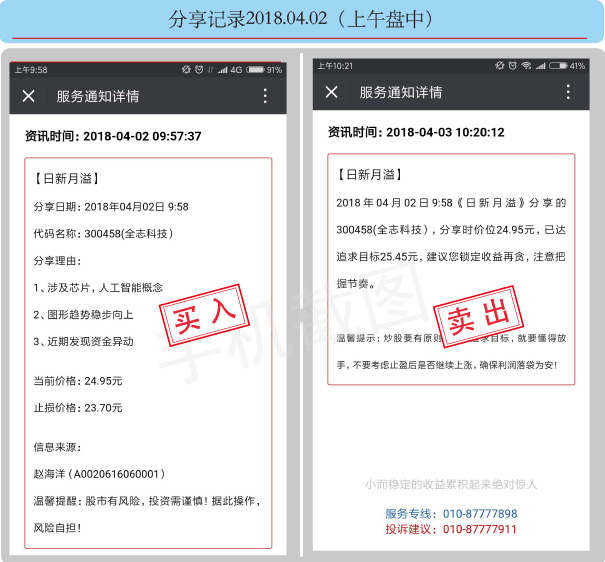 分享记录2018.04.02（上午盘中）
上午9:58
4G
91%
服务通知详情
资讯时间：2018-04-02 09:57:37
【日新月溢】
分享日期：2018年04月02日 9:58
代码名称：300458(全志科技)
分享理由：
1、涉及芯片，人工智能概念
2、图形趋势稳步向上
3、近期发现资金异动
买入
当前价格：24.95元
止损价格：23.70元
信息来源：
赵海洋（A0020616060001）
温馨提醒：股市有风险，投资需谨慎！据此操作，
风险自担！
手机截图
上午10:21
41%
服务通知详情
资讯时间：2018-04-03 10:20:12
【日新月溢】
2018年04月02日9:58《日新月溢》分享的
300458(全志科技），分享时价位24.95元，已达
追求目标25.45元，建议您锁定收益再贪，注意把
握节奏。
卖出
温馨提示：炒股要有原则 求目标，就要懂得放
手，不要考虑止盈后是否继续上涨，确保利润落袋为安！
小而稳定的收益累积起来绝对惊人
服务专线：010-87777898
投诉建议：010-87777911